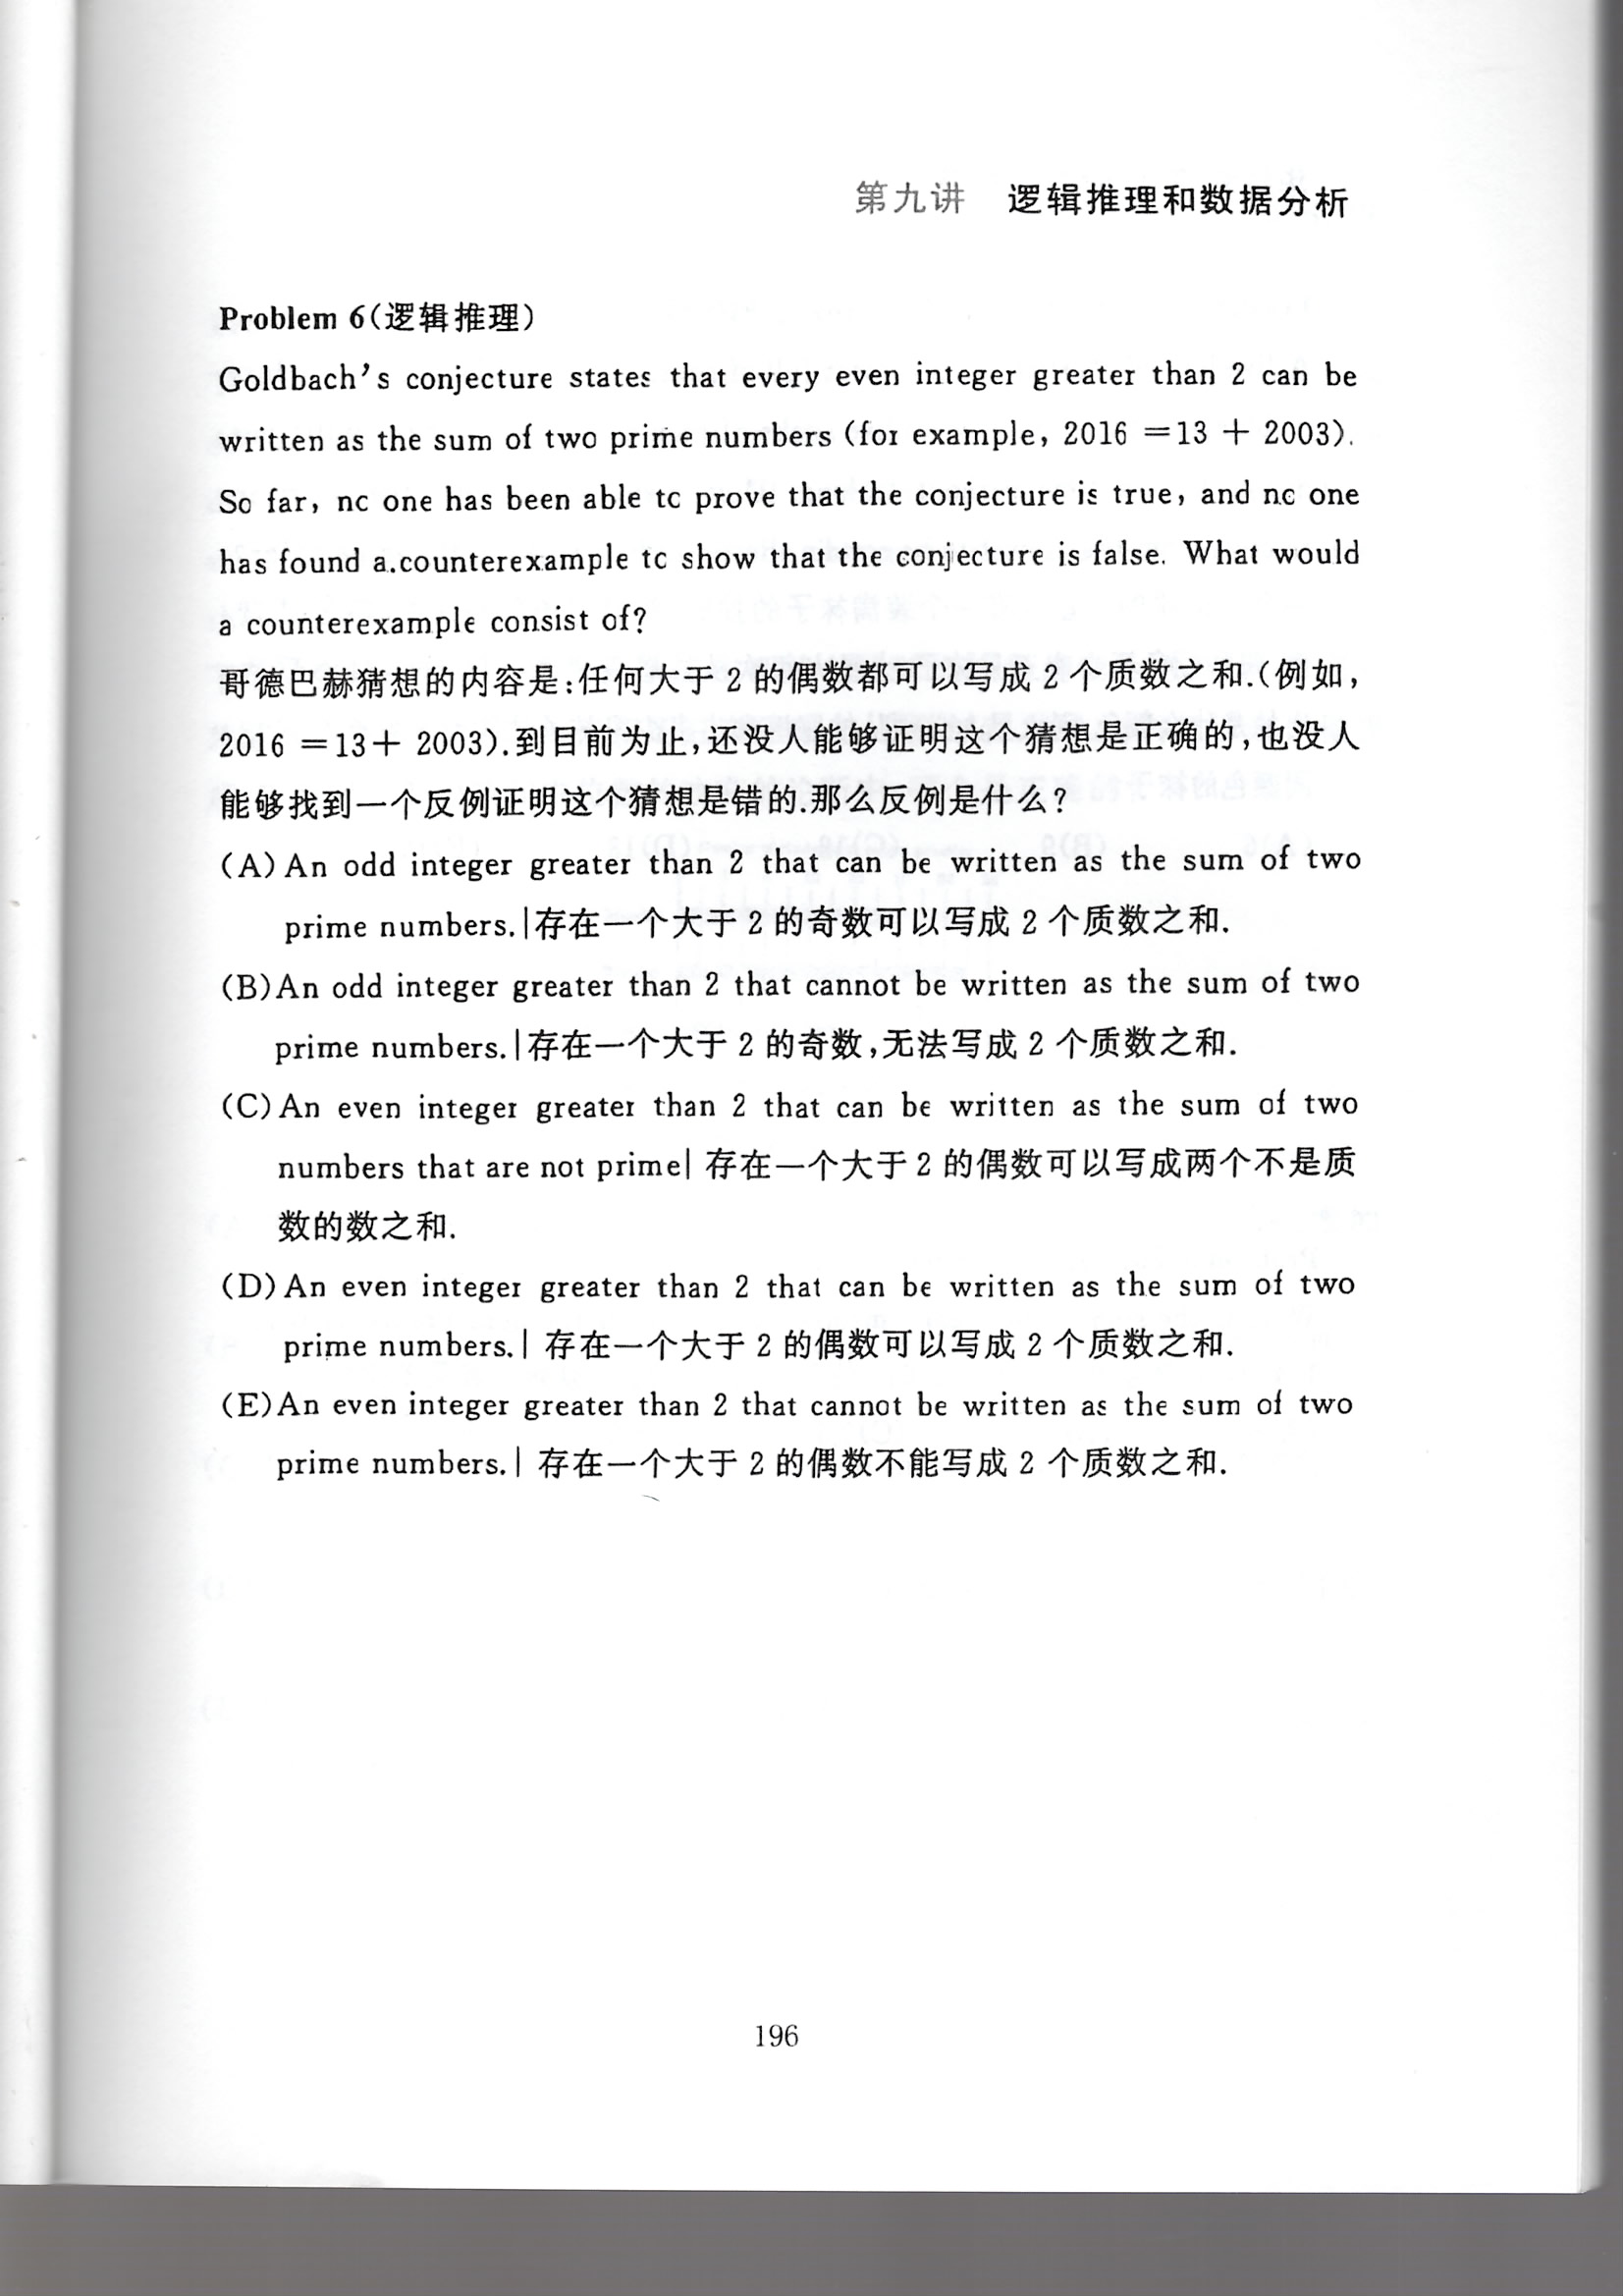 第九讲 逻辑推理和数据分析
Problem 6(逻辑推理)
Goldbach's conjecture states that every even integer greater than 2 can be
written as the sum of two prime numbers (for example, 2016 =13 + 2003).
So far, no one has been able to prove that the conjecture is true, and no one
has found a.counterexample to show that the conjecture is false. What would
a counterexample consist of?
哥德巴赫猜想的内容是:任何大于 2 的偶数都可以写成 2 个质数之和.(例如,
2016 =13+ 2003).到目前为止,还没人能够证明这个猜想是正确的,也没人
能够找到一个反例证明这个猜想是错的.那么反例是什么?
(A) An odd integer greater than 2 that can be written as the sum of two
prime numbers.|存在一个大于 2 的奇数可以写成 2 个质数之和.
(B)An odd integer greater than 2 that cannot be written as the sum of two
prime numbers.|存在一个大于 2 的奇数,无法写成 2 个质数之和.
(C) An even integer greater than 2 that can be written as the sum of two
numbers that are not prime| 存在一个大于 2 的偶数可以写成两个不是质
数的数之和.
(D) An even integer greater than 2 that can be written as the sum of two
prime numbers.| 存在一个大于 2 的偶数可以写成 2 个质数之和.
(E)An even integer greater than 2 that cannot be written as the sum of two
prime numbers.| 存在一个大于 2 的偶数不能写成 2 个质数之和.
196